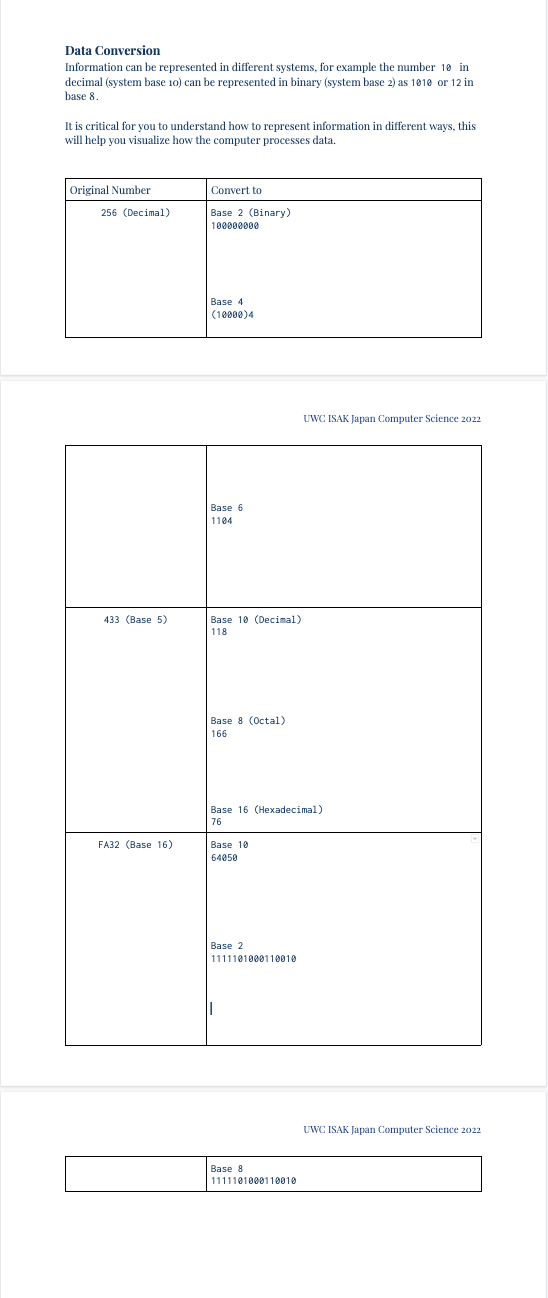 Data Conversion
Information can be represented in different systems, for example the number 10 in
decimal (system base 10) can be represented in binary (system base 2) as 1010 or 12 in
base 8.
It is critical for you to understand how to represent information in different ways, this
will help you visualize how the computer processes data.
Original Number
Convert to
256 (Decimal)
Base 2 (Binary)
100000000
Base 4
(10000)4
UWC ISAK Japan Computer Science 2022
Base 6
1104
433 (Base 5)
Base 10 (Decimal)
118
Base 8 (Octal)
166
Base 16 (Hexadecimal)
76
FA32 (Base 16)
Base 10
64050
Base 2
1111101000110010
UWC ISAK Japan Computer Science 2022
Base 8
1111101000110010